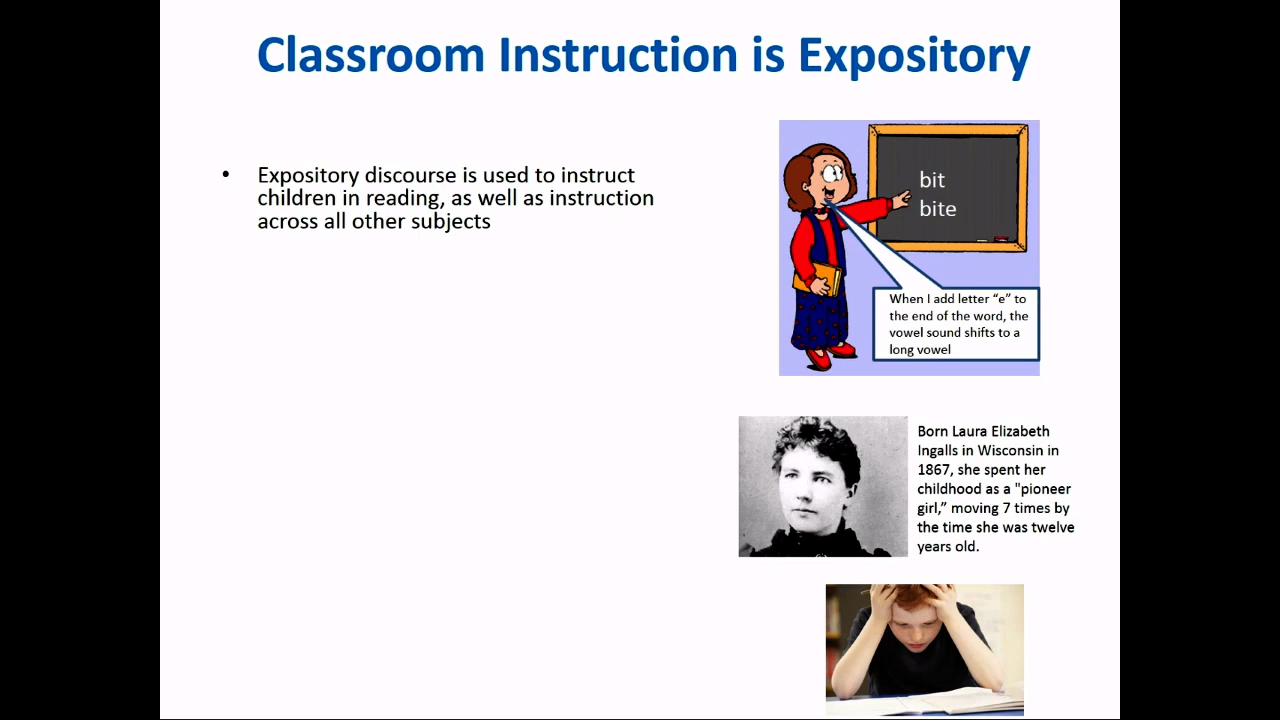 Classroom Instruction is Expository
• Expository discourse is used to instruct
children in reading, as well as instruction
across all other subjects
bit
bite
When I add letter “e” to
the end of the word, the
vowel sound shifts to a
long vowel
Born Laura Elizabeth
Ingalls in Wisconsin in
1867, she spent her
childhood as a "pioneer
girl,” moving 7 times by
the time she was twelve
years old.